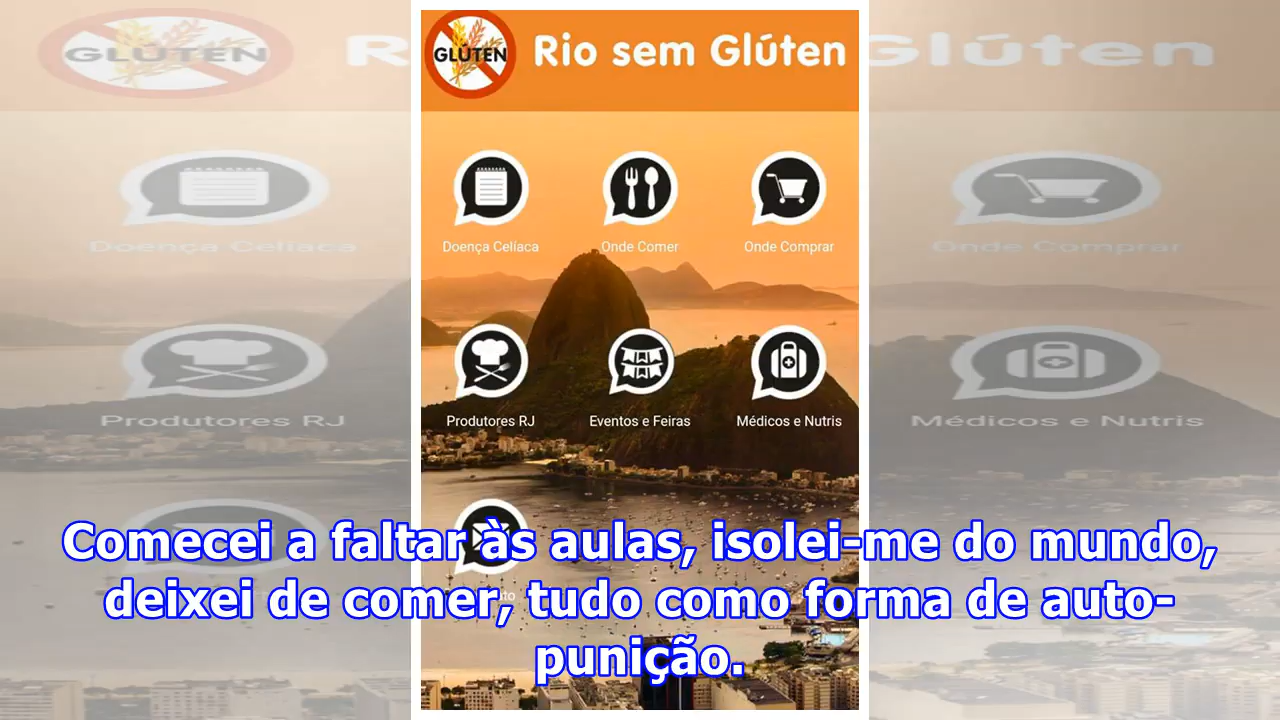 GLÚTEN
Rio sem Glúten
Doença Celíaca
Onde Comer
Onde Comprar
Produtores RJ
Eventos e Feiras
Médicos e Nutris
Comecei a faltar às aulas, isolei-me do mundo,
deixei de comer, tudo como forma de auto-
punição.